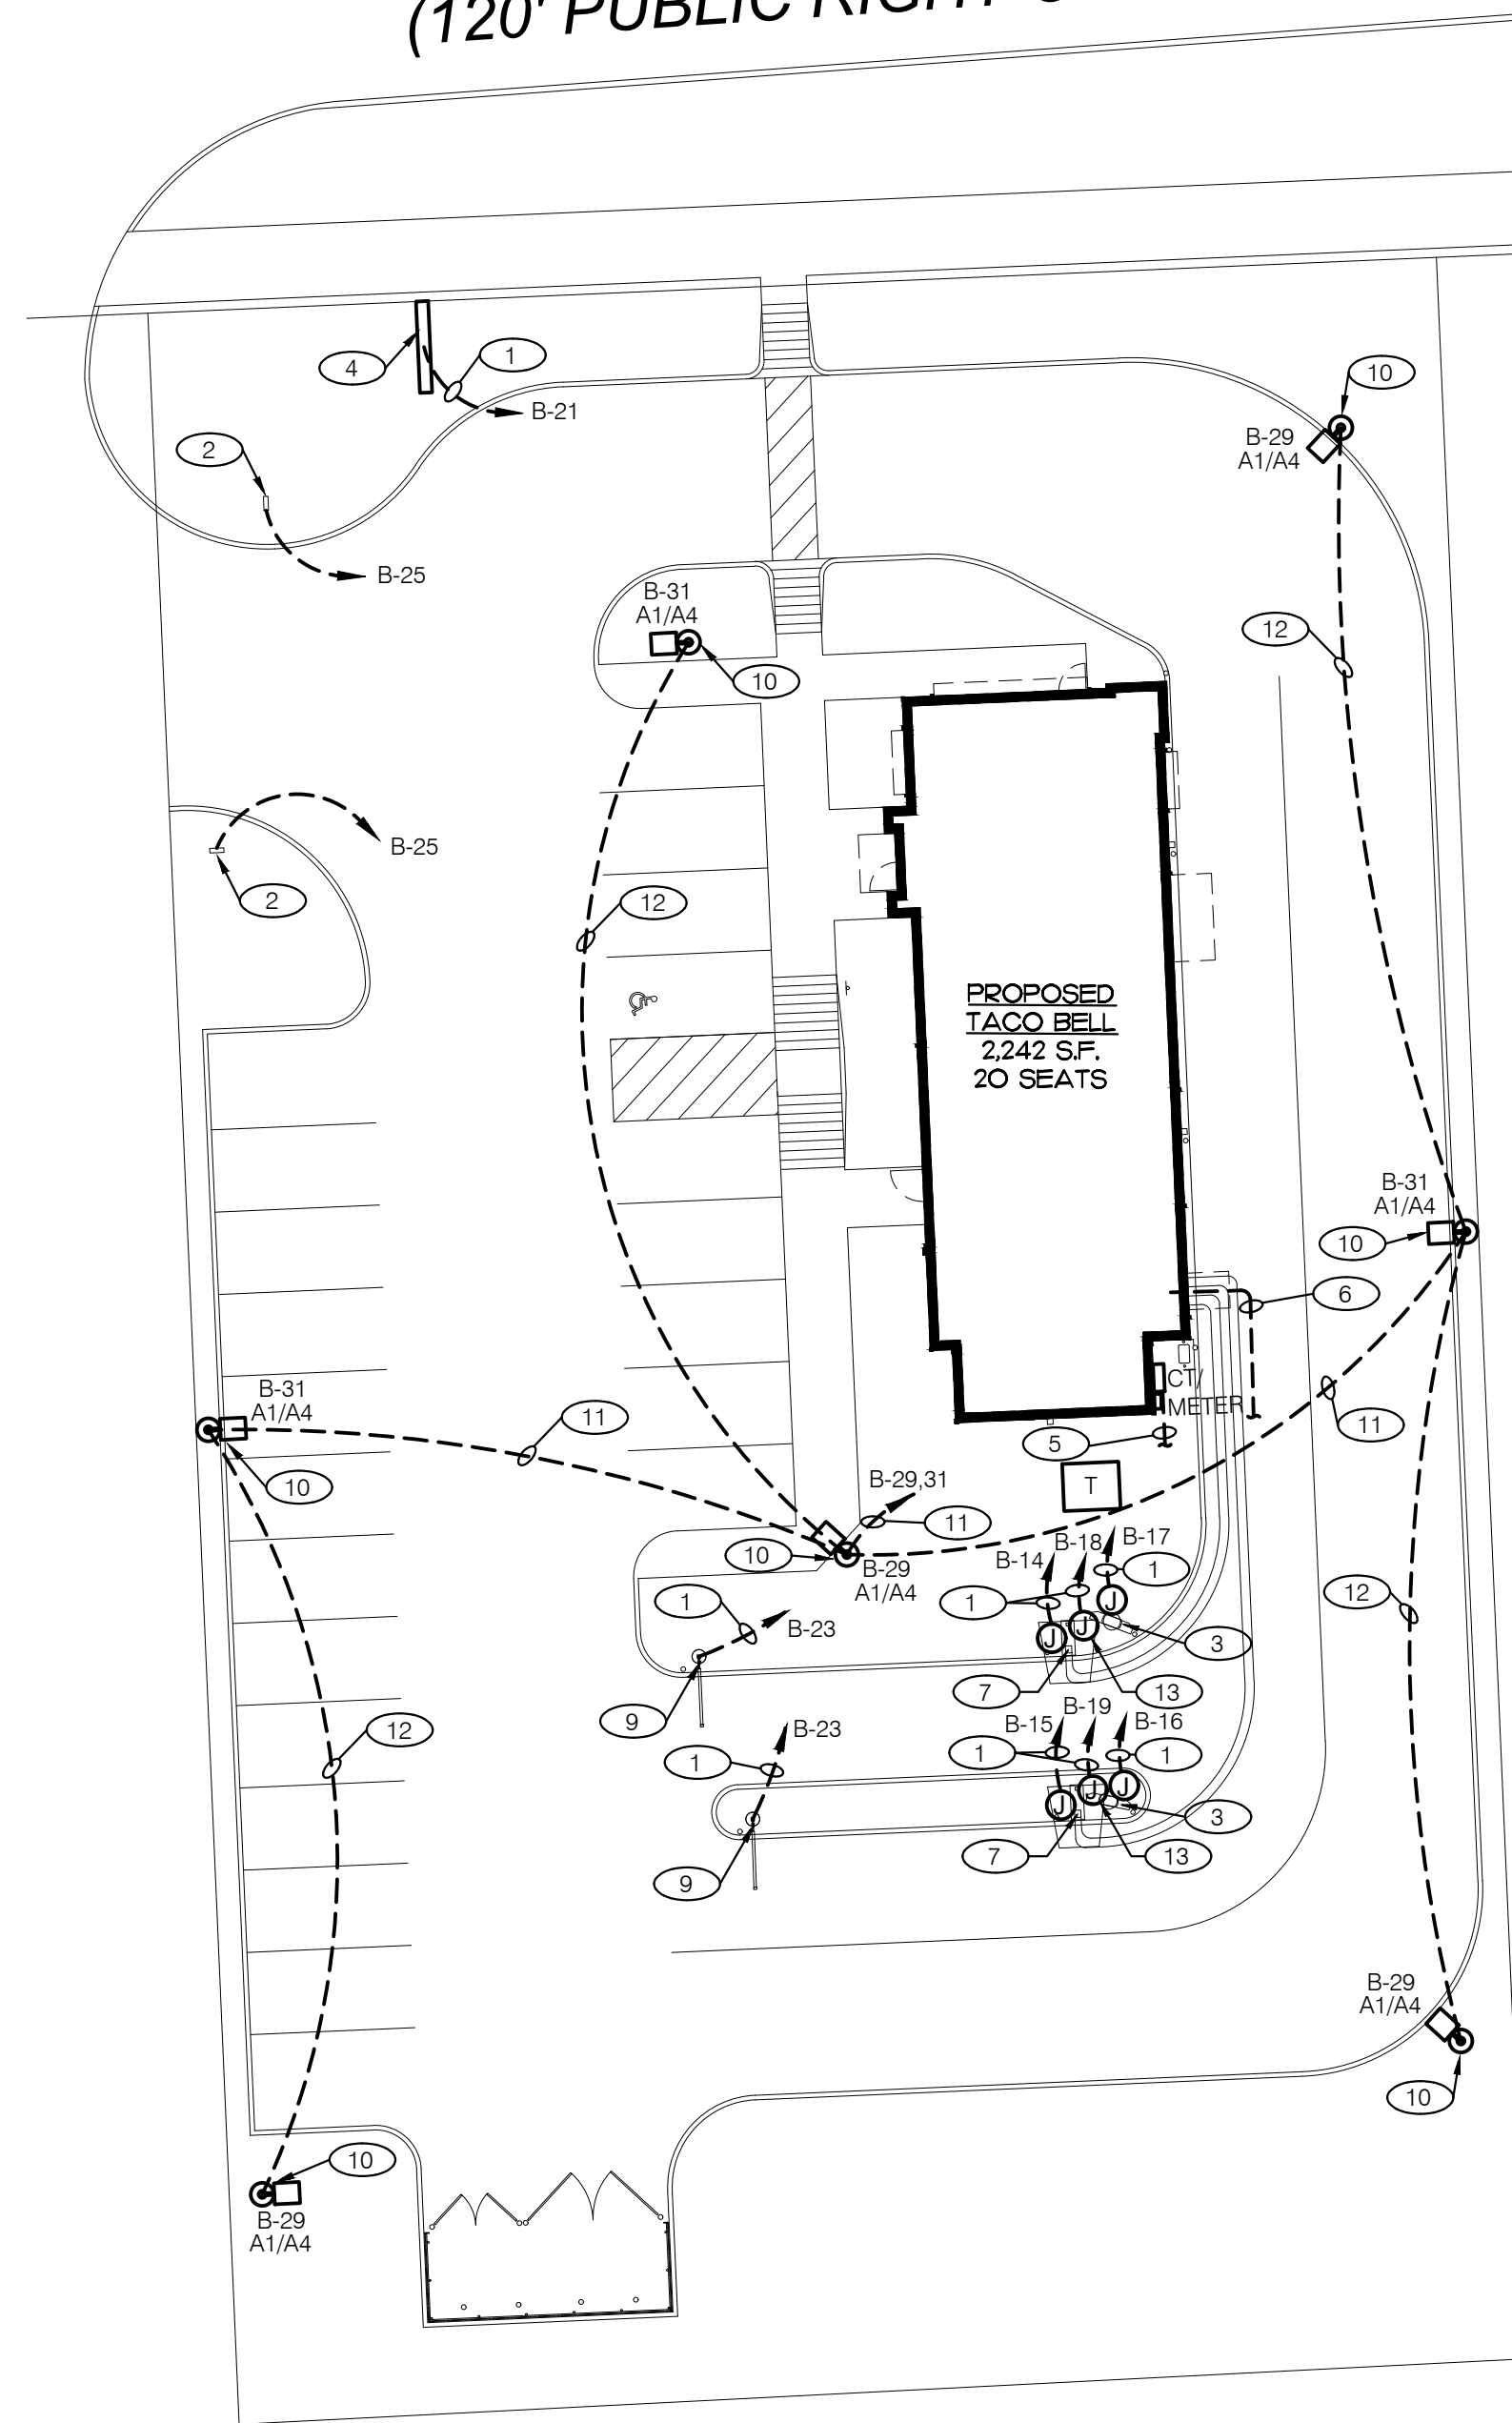 (120' PUBLIC RIGHT
4
1
B-21
2
B-25
10
B-29
A1/A4
B-31
A1/A4
10
12
B-25
2
12
PROPOSED
TACO BELL
2,242 S.F.
20 SEATS
B-31
A1/A4
10
6
B-31
A1/A4
10
11
CT/
METER
11
5
T
B-29,31
11
10
B-29
A1/A4
B-14
B-18
B-17
1
1
J
J
J
3
12
1
B-23
7
13
9
B-15
B-19
B-16
12
B-23
1
1
1
J
J
J
3
7
13
9
B-29
A1/A4
10
10
B-29
A1/A4